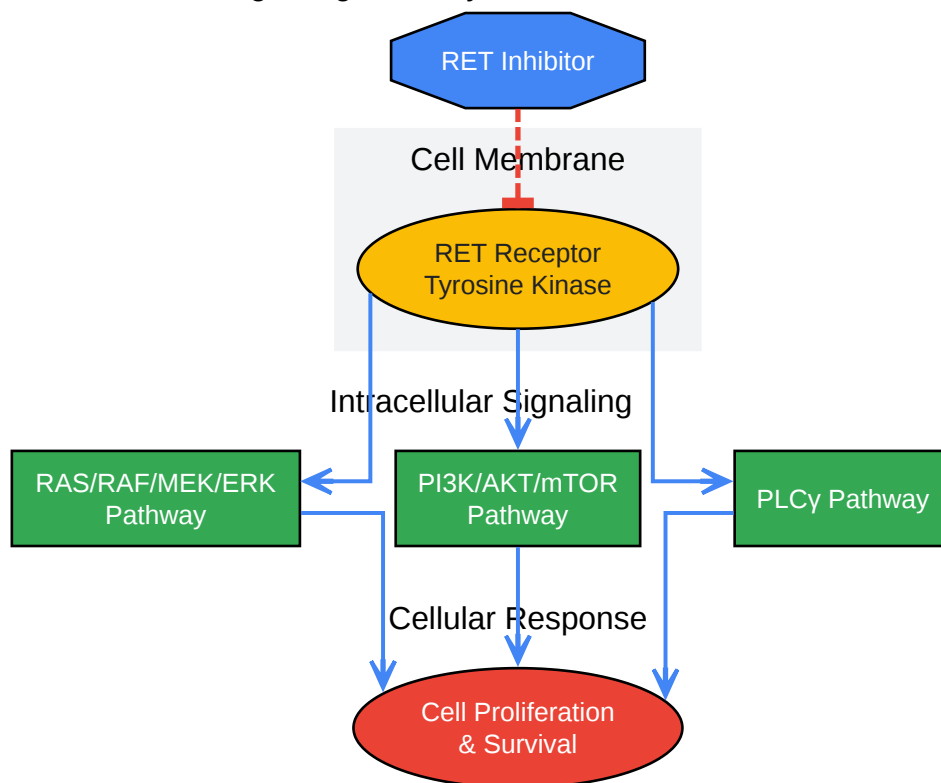 RET Inhibitor
Cell Membrane
RET Receptor
Tyrosine Kinase
Intracellular Signaling
RAS/RAF/MEK/ERK
Pathway
PI3K/AKT/mTOR
Pathway
PLCγ Pathway
Cellular Response
Cell Proliferation
& Survival